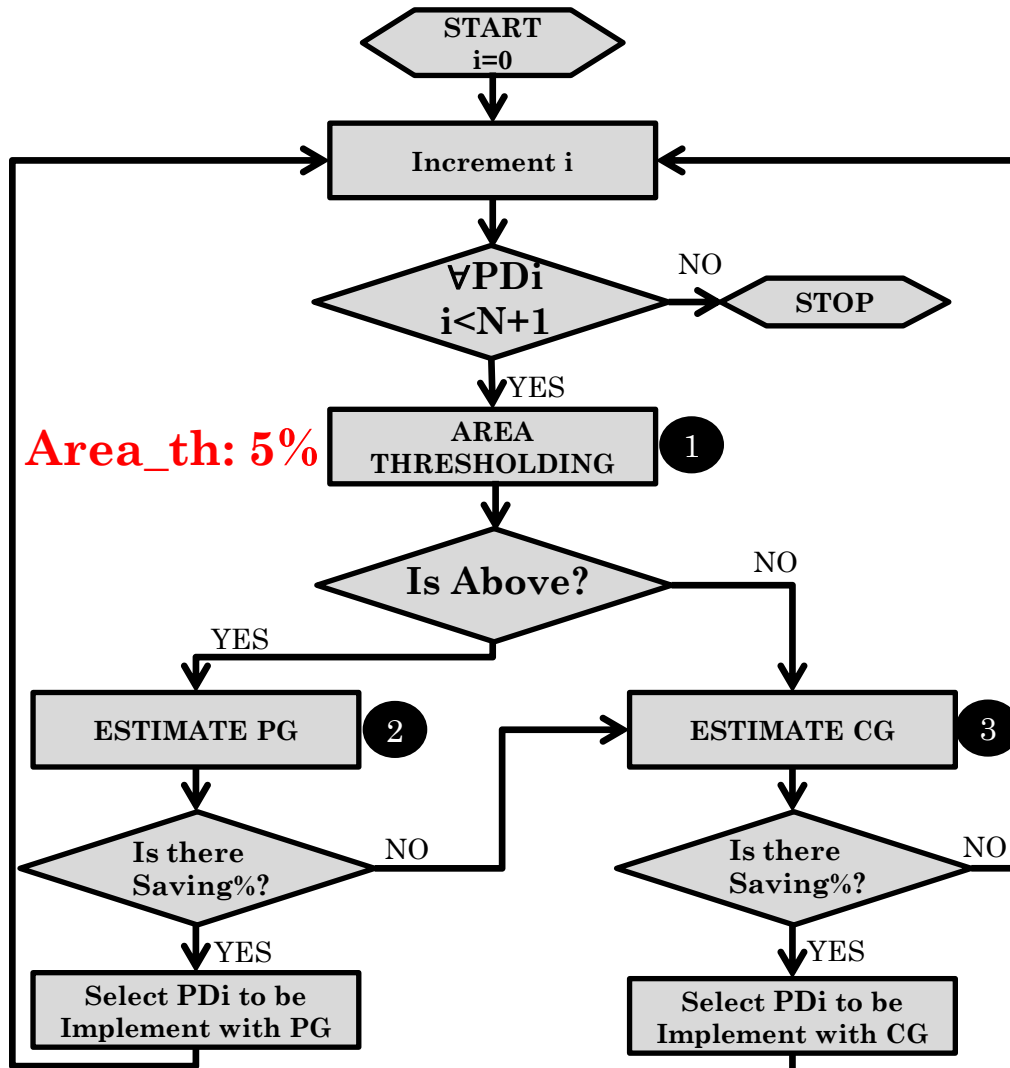 START
i=0
Increment i
∀PDi
i<N+1
NO
STOP
YES
Area_th: 5%
AREA
THRESHOLDING
1
Is Above?
NO
YES
ESTIMATE PG
2
ESTIMATE CG
3
Is there
Saving%?
NO
Is there
Saving%?
NO
YES
YES
Select PDi to be
Implement with PG
Select PDi to be
Implement with CG